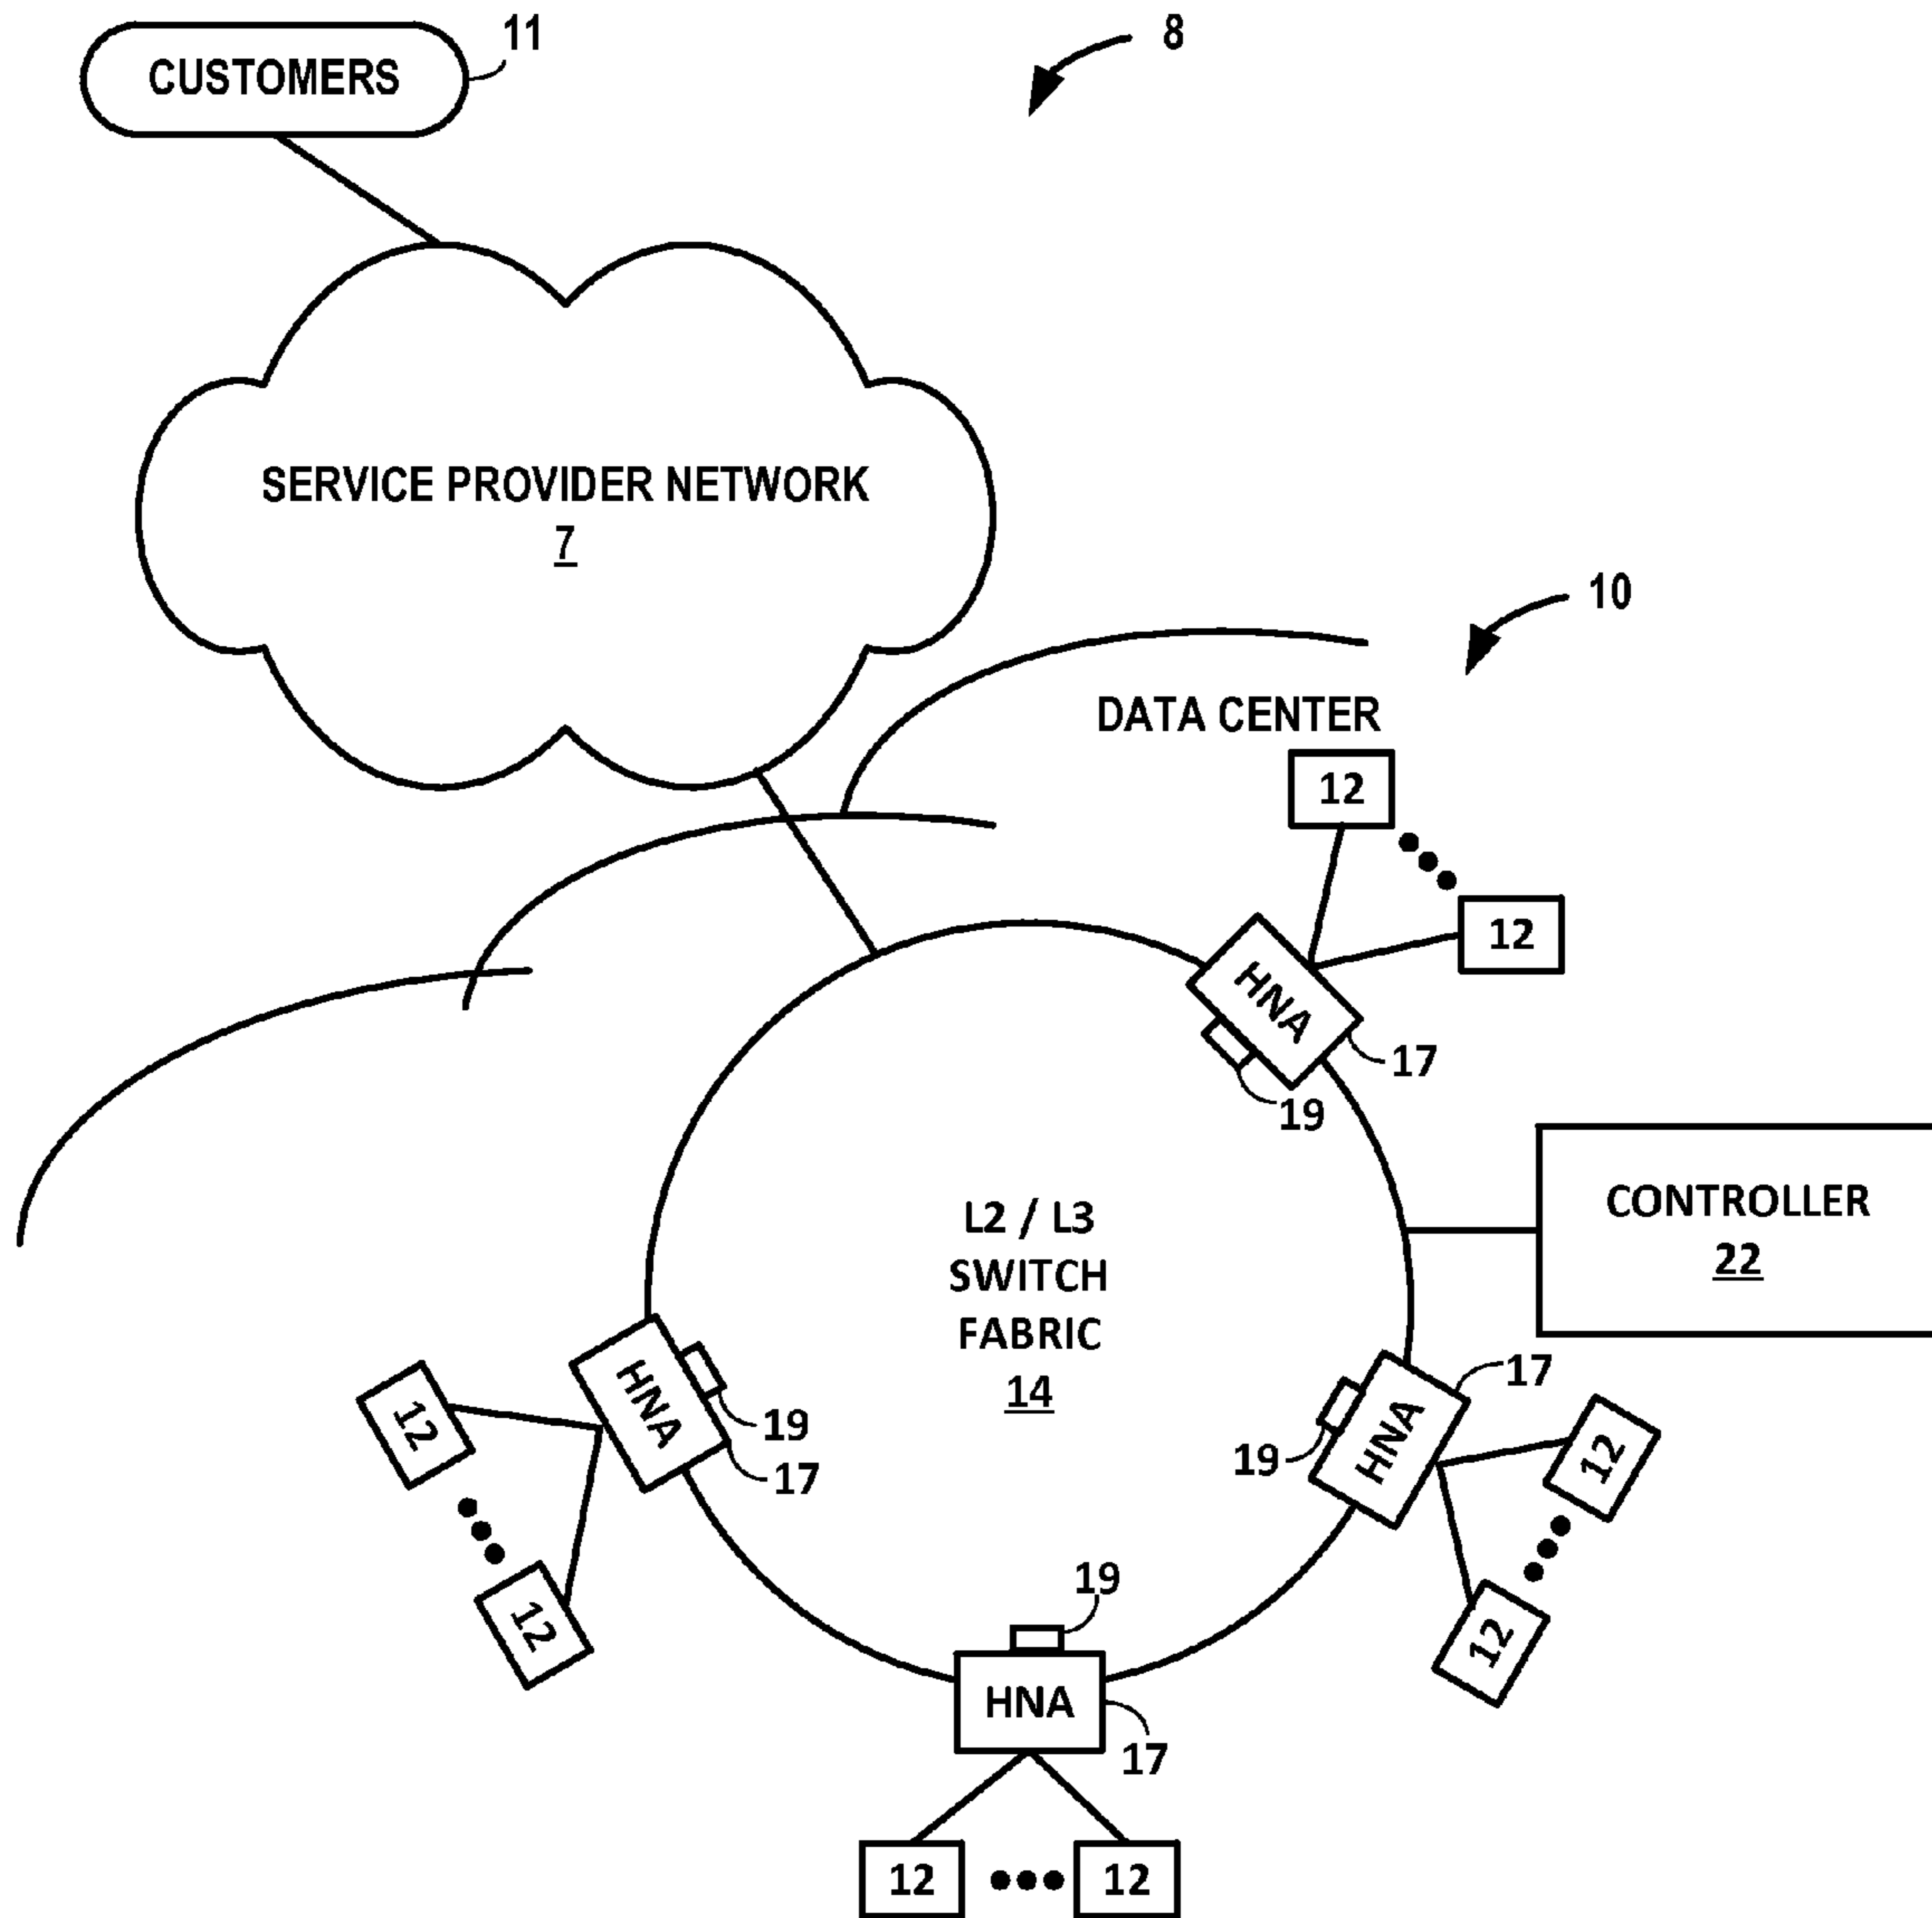 11
8
CUSTOMERS
SERVICE PROVIDER NETWORK
7
10
DATA CENTER
12
12
HNA
17
19
L2 / L3
SWITCH
FABRIC
14
CONTROLLER
22
HNA
19
17
12
12
17
HNA
19
12
12
19
HNA
17
12
12